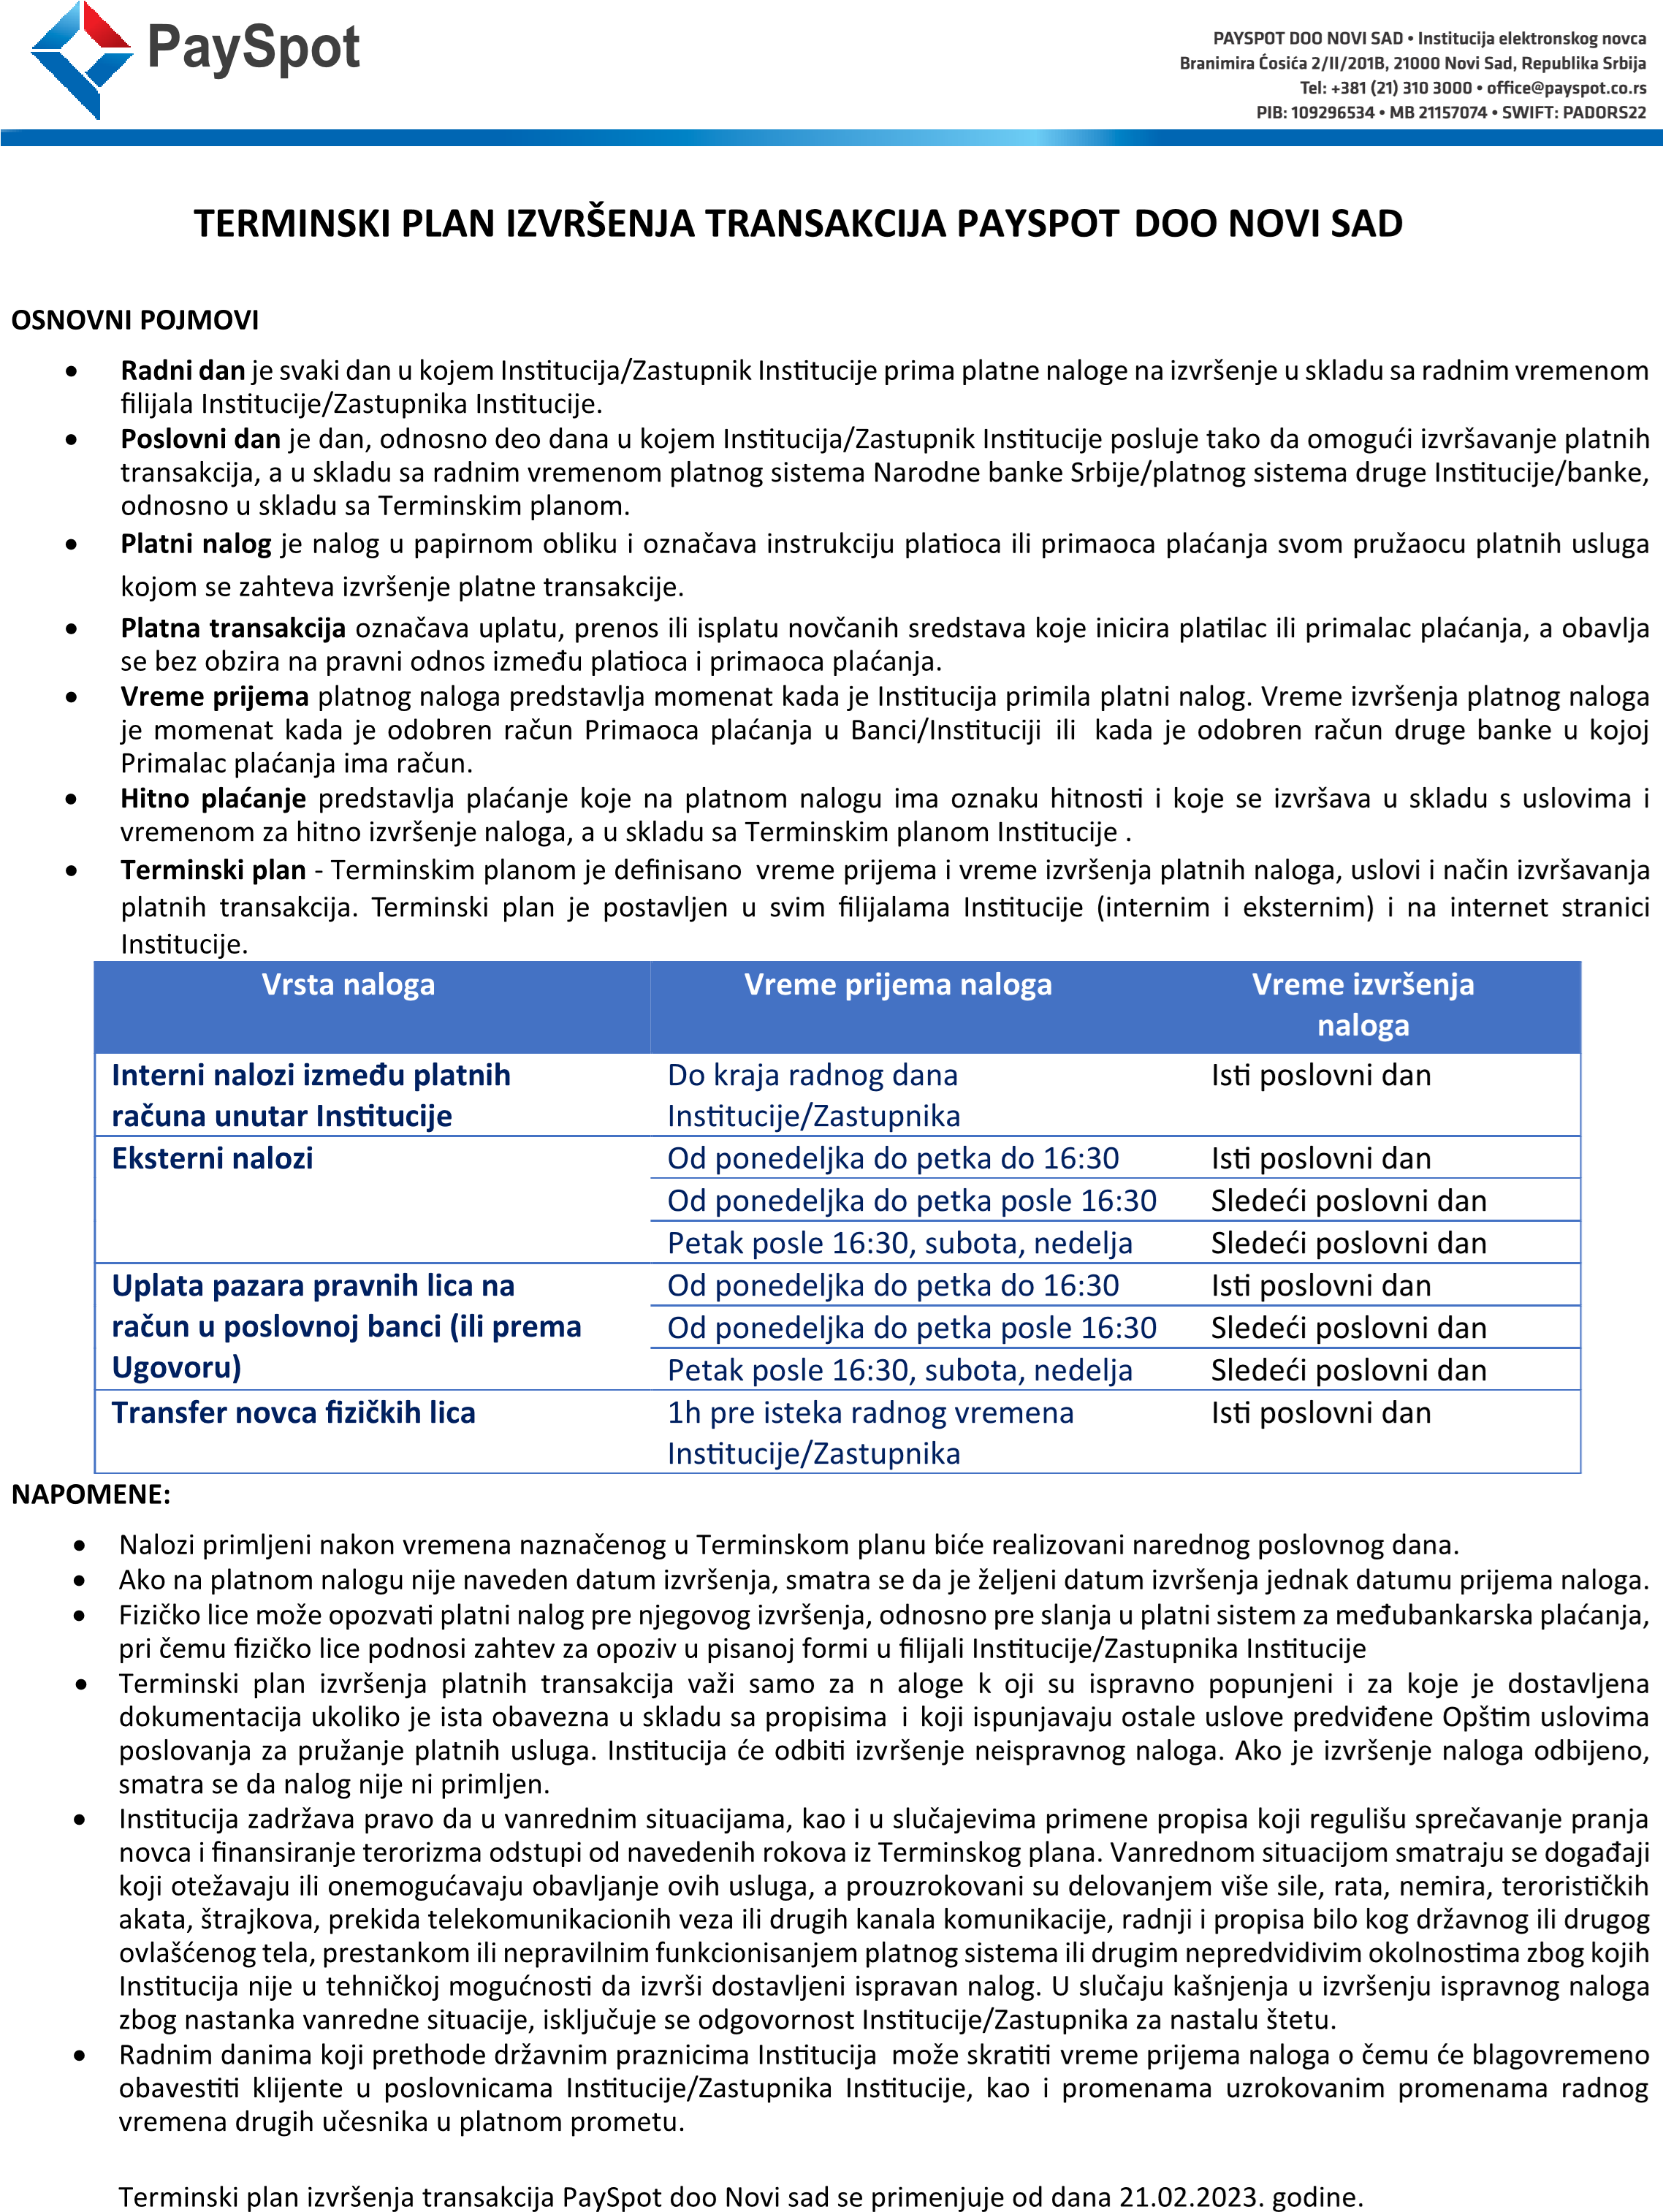 PaySpot
PAYSPOT DOO NOVI SAD • Institucija elektronskog novca
Branimira Ćosića 2/II/201B, 21000 Novi Sad, Republika Srbija
Tel: +381 (21) 310 3000 • office@payspot.co.rs
PIB: 109296534 • MB 21157074 • SWIFT: PADORS22
TERMINSKI PLAN IZVRŠENJA TRANSAKCIJA PAYSPOT DOO NOVI SAD
OSNOVNI POJMOVI
• Radni dan je svaki dan u kojem Institucija/Zastupnik Institucije prima platne naloge na izvršenje u skladu sa radnim vremenom
filijala Institucije/Zastupnika Institucije.
• Poslovni dan je dan, odnosno deo dana u kojem Institucija/Zastupnik Institucije posluje tako da omogući izvršavanje platnih
transakcija, a u skladu sa radnim vremenom platnog sistema Narodne banke Srbije/platnog sistema druge Institucije/banke,
odnosno u skladu sa Terminskim planom.
• Platni nalog je nalog u papirnom obliku i označava instrukciju platioca ili primaoca plaćanja svom pružaocu platnih usluga
kojom se zahteva izvršenje platne transakcije.
• Platna transakcija označava uplatu, prenos ili isplatu novčanih sredstava koje inicira platilac ili primalac plaćanja, a obavlja
se bez obzira na pravni odnos između platioca i primaoca plaćanja.
• Vreme prijema platnog naloga predstavlja momenat kada je Institucija primila platni nalog. Vreme izvršenja platnog naloga
je momenat kada je odobren račun Primaoca plaćanja u Banci/Instituciji ili kada je odobren račun druge banke u kojoj
Primalac plaćanja ima račun.
• Hitno plaćanje predstavlja plaćanje koje na platnom nalogu ima oznaku hitnosti i koje se izvršava u skladu s uslovima i
vremenom za hitno izvršenje naloga, a u skladu sa Terminskim planom Institucije .
• Terminski plan - Terminskim planom je definisano vreme prijema i vreme izvršenja platnih naloga, uslovi i način izvršavanja
platnih transakcija. Terminski plan je postavljen u svim filijalama Institucije (internim i eksternim) i na internet stranici
Institucije.
Vrsta naloga Vreme prijema naloga Vreme izvršenja
naloga
Interni nalozi između platnih Do kraja radnog dana Isti poslovni dan
računa unutar Institucije Institucije/Zastupnika
Eksterni nalozi Od ponedeljka do petka do 16:30 Isti poslovni dan
Od ponedeljka do petka posle 16:30 Sledeći poslovni dan
Petak posle 16:30, subota, nedelja Sledeći poslovni dan
Uplata pazara pravnih lica na Od ponedeljka do petka do 16:30 Isti poslovni dan
račun u poslovnoj banci (ili prema Od ponedeljka do petka posle 16:30 Sledeći poslovni dan
Ugovoru) Petak posle 16:30, subota, nedelja Sledeći poslovni dan
Transfer novca fizičkih lica 1h pre isteka radnog vremena Isti poslovni dan
Institucije/Zastupnika
NAPOMENE:
• Nalozi primljeni nakon vremena naznačenog u Terminskom planu biće realizovani narednog poslovnog dana.
• Ako na platnom nalogu nije naveden datum izvršenja, smatra se da je željeni datum izvršenja jednak datumu prijema naloga.
• Fizičko lice može opozvati platni nalog pre njegovog izvršenja, odnosno pre slanja u platni sistem za međubankarska plaćanja,
pri čemu fizičko lice podnosi zahtev za opoziv u pisanoj formi u filijali Institucije/Zastupnika Institucije
• Terminski plan izvršenja platnih transakcija važi samo za n aloge k oji su ispravno popunjeni i za koje je dostavljena
dokumentacija ukoliko je ista obavezna u skladu sa propisima i koji ispunjavaju ostale uslove predviđene Opštim uslovima
poslovanja za pružanje platnih usluga. Institucija će odbiti izvršenje neispravnog naloga. Ako je izvršenje naloga odbijeno,
smatra se da nalog nije ni primljen.
• Institucija zadržava pravo da u vanrednim situacijama, kao i u slučajevima primene propisa koji regulišu sprečavanje pranja
novca i finansiranje terorizma odstupi od navedenih rokova iz Terminskog plana. Vanrednom situacijom smatraju se događaji
koji otežavaju ili onemogućavaju obavljanje ovih usluga, a prouzrokovani su delovanjem više sile, rata, nemira, terorističkih
akata, štrajkova, prekida telekomunikacionih veza ili drugih kanala komunikacije, radnji i propisa bilo kog državnog ili drugog
ovlašćenog tela, prestankom ili nepravilnim funkcionisanjem platnog sistema ili drugim nepredvidivim okolnostima zbog kojih
Institucija nije u tehničkoj mogućnosti da izvrši dostavljeni ispravan nalog. U slučaju kašnjenja u izvršenju ispravnog naloga
zbog nastanka vanredne situacije, isključuje se odgovornost Institucije/Zastupnika za nastalu štetu.
• Radnim danima koji prethode državnim praznicima Institucija može skratiti vreme prijema naloga o čemu će blagovremeno
obavestiti klijente u poslovnicama Institucije/Zastupnika Institucije, kao i promenama uzrokovanim promenama radnog
vremena drugih učesnika u platnom prometu.
Terminski plan izvršenja transakcija PaySpot doo Novi sad se primenjuje od dana 21.02.2023. godine.